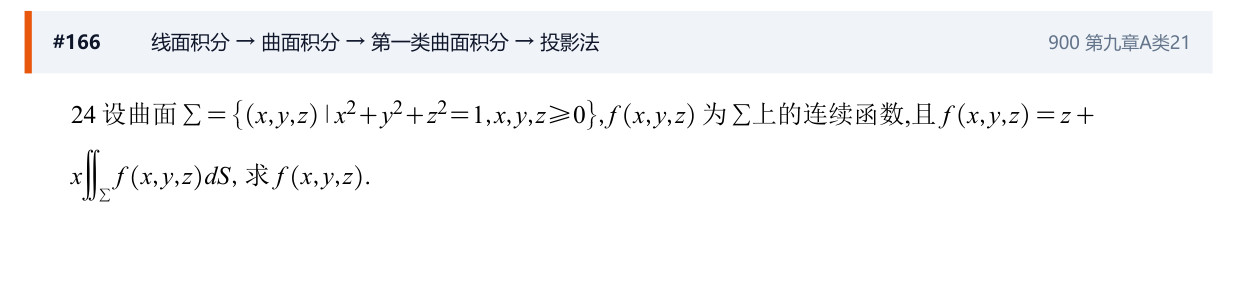 #166 线面积分 → 曲面积分 → 第一类曲面积分 → 投影法 900 第九章A类21
24 设曲面 ∑ = {(x,y,z) | x²+y²+z²=1,x,y,z⩾0},f(x,y,z) 为 ∑上的连续函数,且 f(x,y,z) = z +
x∬_∑ f(x,y,z)dS, 求 f(x,y,z).